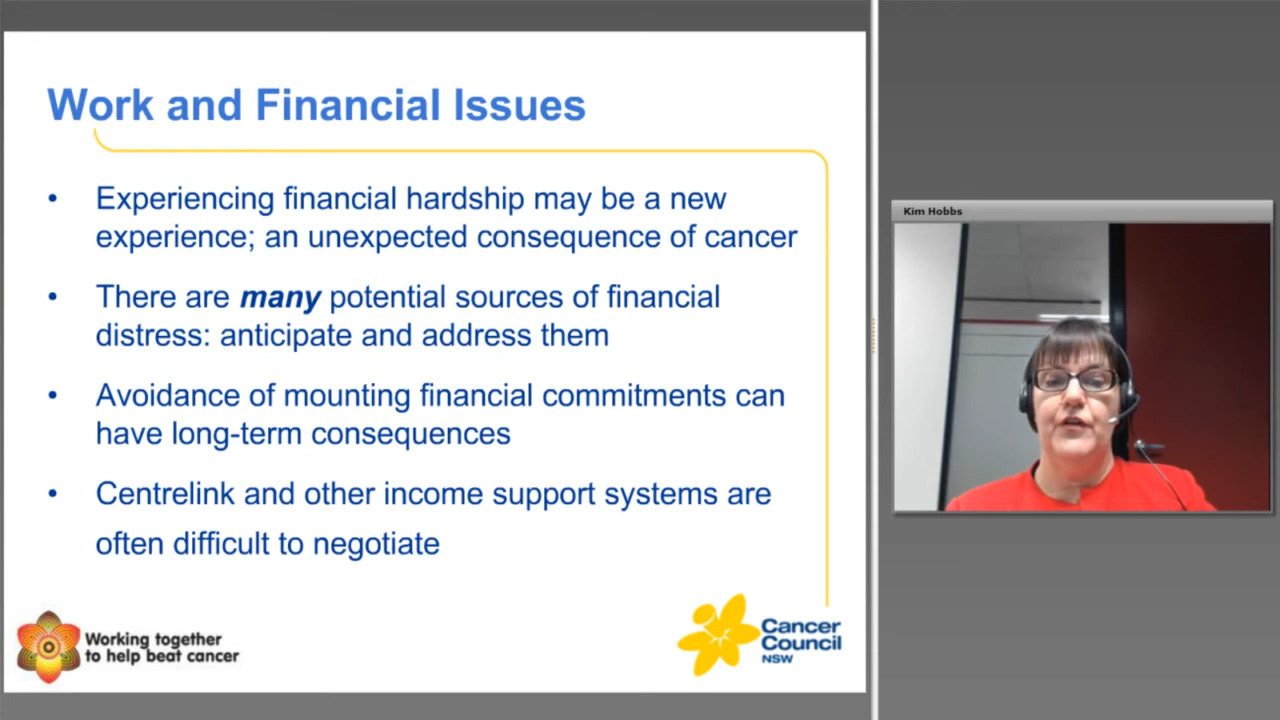 Work and Financial Issues
• Experiencing financial hardship may be a new
experience; an unexpected consequence of cancer
• There are many potential sources of financial
distress: anticipate and address them
• Avoidance of mounting financial commitments can
have long-term consequences
• Centrelink and other income support systems are
often difficult to negotiate
Working together
to help beat cancer
Cancer
Council
NSW
Kim Hobbs